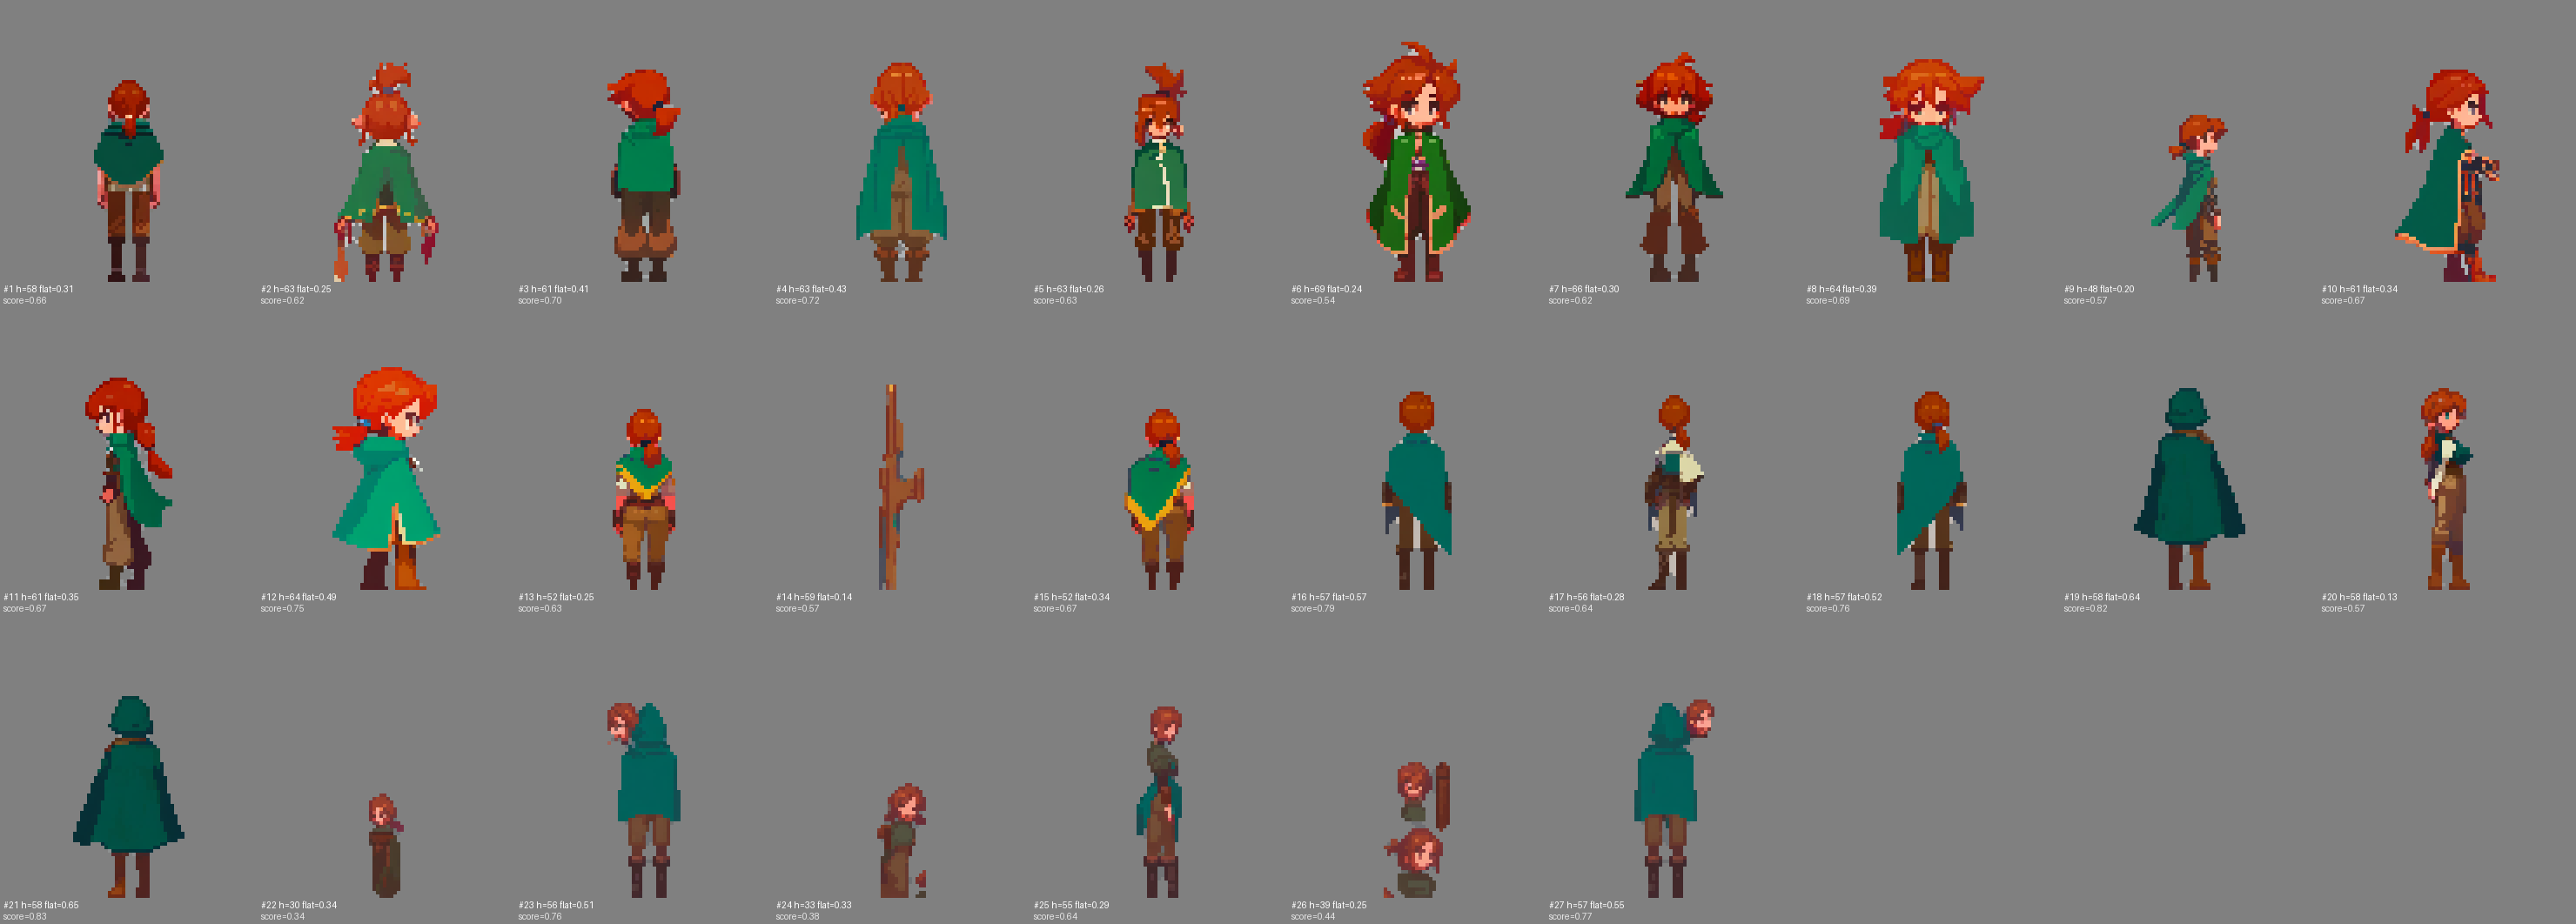 #1 h=58 flat=0.31
score=0.66
#2 h=63 flat=0.25
score=0.62
#3 h=61 flat=0.41
score=0.70
#4 h=63 flat=0.43
score=0.72
#5 h=63 flat=0.26
score=0.63
#6 h=69 flat=0.24
score=0.54
#7 h=66 flat=0.30
score=0.62
#8 h=64 flat=0.39
score=0.69
#9 h=48 flat=0.20
score=0.57
#10 h=61 flat=0.34
score=0.67
#11 h=61 flat=0.35
score=0.67
#12 h=64 flat=0.49
score=0.75
#13 h=52 flat=0.25
score=0.63
#14 h=59 flat=0.14
score=0.57
#15 h=52 flat=0.34
score=0.67
#16 h=57 flat=0.57
score=0.79
#17 h=56 flat=0.28
score=0.64
#18 h=57 flat=0.52
score=0.76
#19 h=58 flat=0.64
score=0.82
#20 h=58 flat=0.13
score=0.57
#21 h=58 flat=0.65
score=0.83
#22 h=30 flat=0.34
score=0.34
#23 h=56 flat=0.51
score=0.76
#24 h=33 flat=0.33
score=0.38
#25 h=55 flat=0.29
score=0.64
#26 h=39 flat=0.25
score=0.44
#27 h=57 flat=0.55
score=0.77